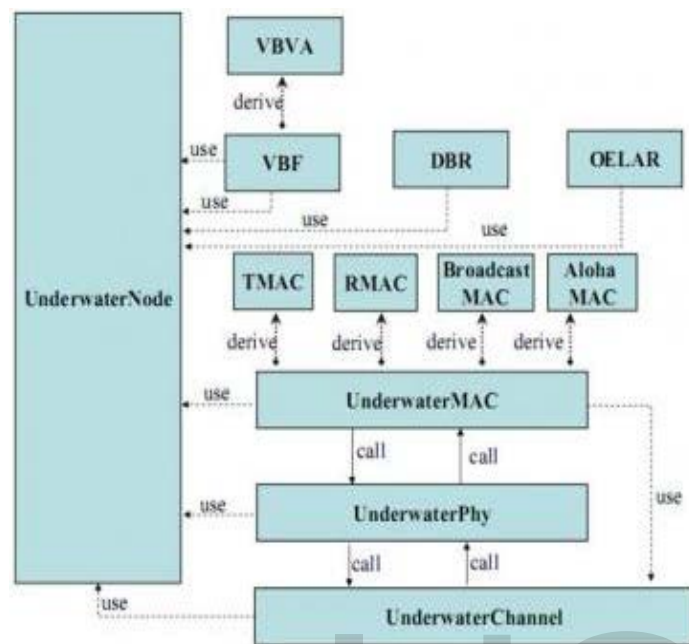 VBVA
derive
VBF
DBR
OELAR
use
use
use
use
UnderwaterNode
TMAC
RMAC
Broadcast
MAC
Aloha
MAC
derive
derive
derive
derive
use
UnderwaterMAC
call
call
use
use
UnderwaterPhy
call
call
use
UnderwaterChannel